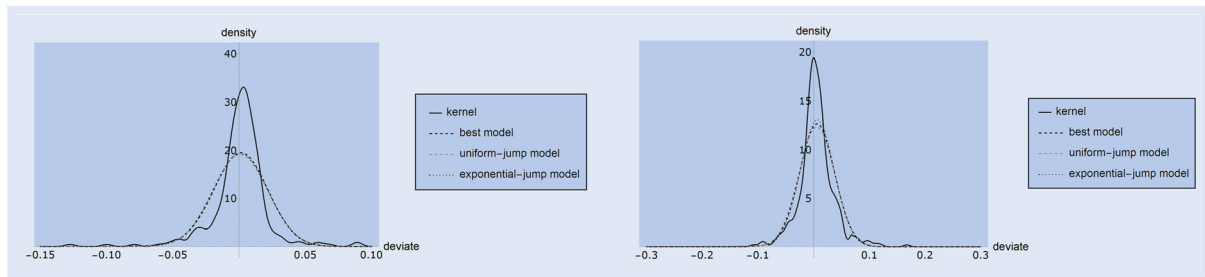 density
40
30
20
10
−0.15
−0.10
−0.05
0
0.05
0.10
deviate
kernel
best model
uniform−jump model
exponential−jump model
density
20
15
10
5
−0.3
−0.2
−0.1
0
0.1
0.2
0.3
deviate
kernel
best model
uniform−jump model
exponential−jump model